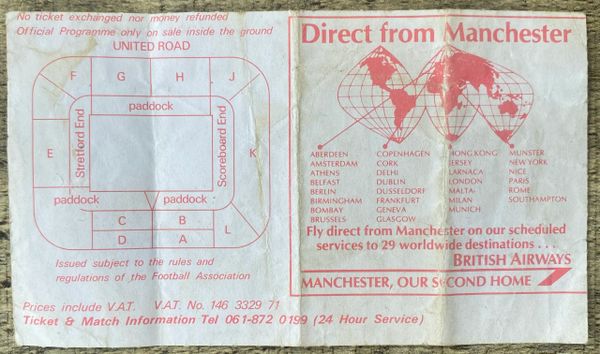 No ticket exchanged nor money refunded
Official Programme only on sale inside the ground
UNITED ROAD
F
G
H
J
paddock
Stretford End
Scoreboard End
E
K
paddock
paddock
C
B
D
A
L
Issued subject to the rules and
regulations of the Football Association
Prices include V.A.T. V.A.T. No. 146 3329 71
Ticket & Match Information Tel 061-872 0199 (24 Hour Service)
Direct from Manchester
ABERDEEN
AMSTERDAM
ATHENS
BELFAST
BERLIN
BIRMINGHAM
BOMBAY
BRUSSELS
COPENHAGEN
CORK
DELHI
DUBLIN
DUSSELDORF
FRANKFURT
GENEVA
GLASGOW
HONG KONG
JERSEY
LARNACA
LONDON
MALTA
MILAN
MUNICH
MUNSTER
NEW YORK
NICE
PARIS
ROME
SOUTHAMPTON
Fly direct from Manchester on our scheduled
services to 29 worldwide destinations . . .
BRITISH AIRWAYS
MANCHESTER, OUR SECOND HOME